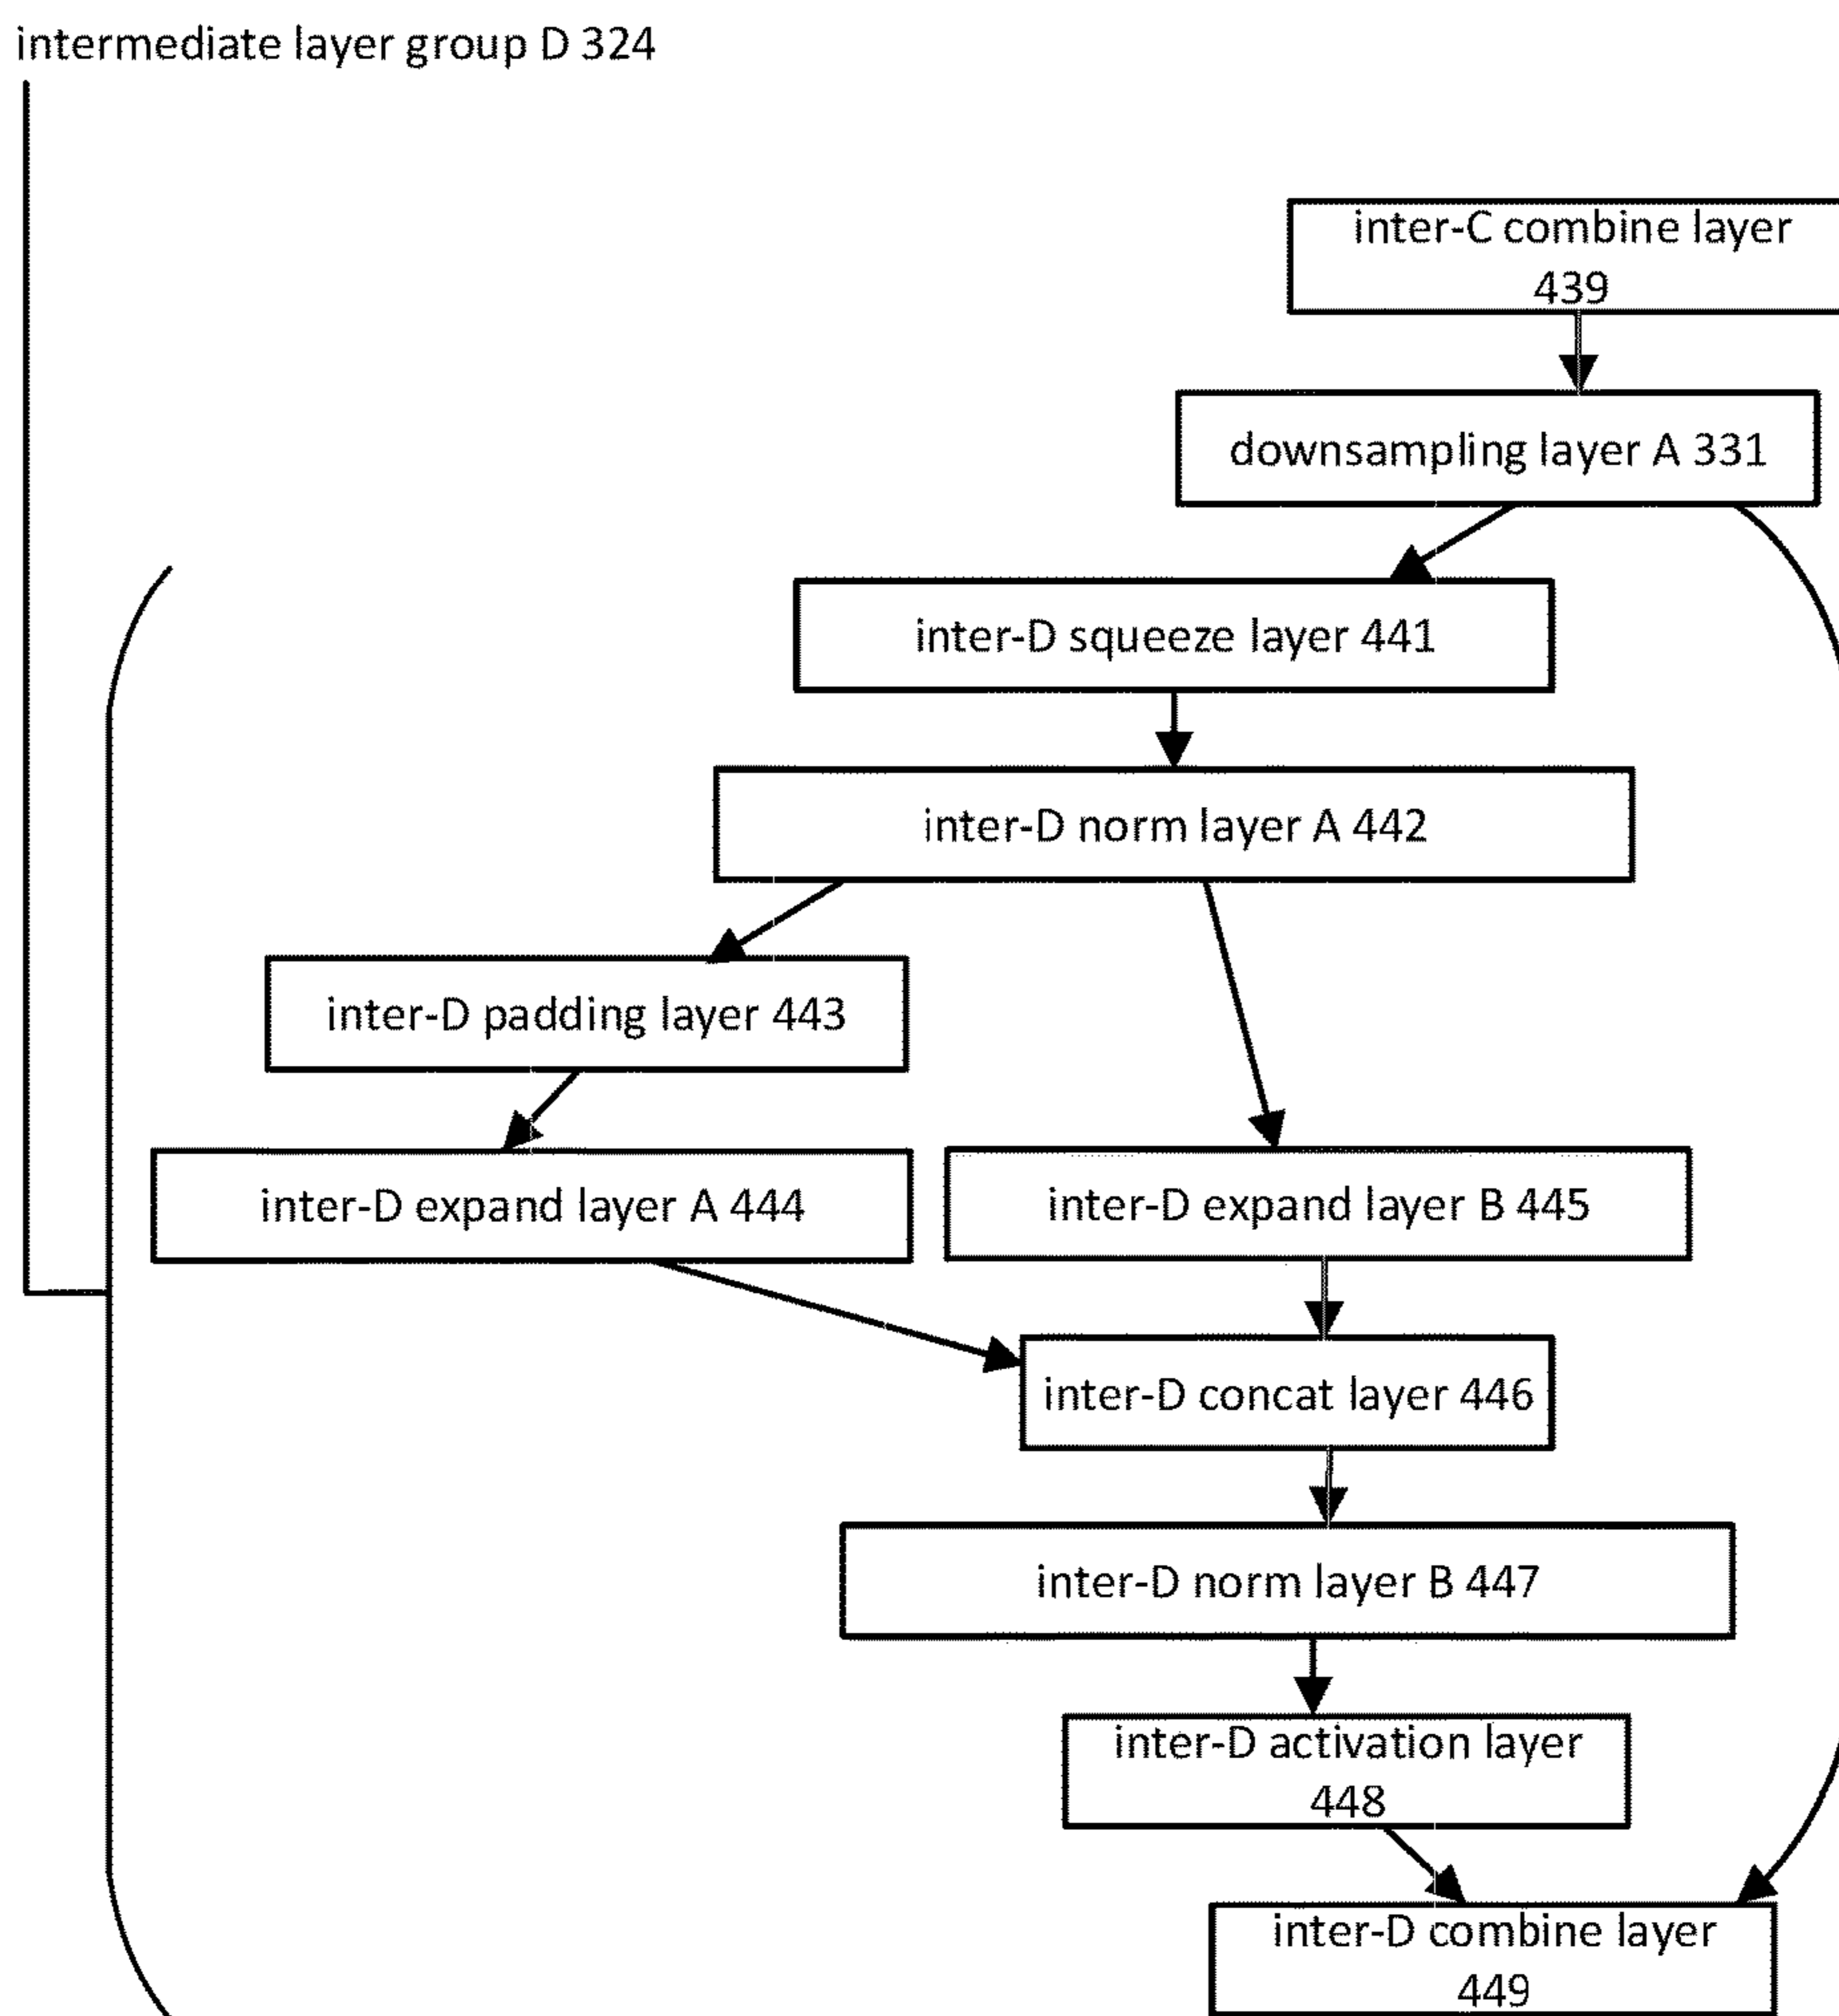 intermediate layer group D 324
inter-C combine layer
439
downsampling layer A 331
inter-D squeeze layer 441
inter-D norm layer A 442
inter-D padding layer 443
inter-D expand layer A 444
inter-D expand layer B 445
inter-D concat layer 446
inter-D norm layer B 447
inter-D activation layer
448
inter-D combine layer
449